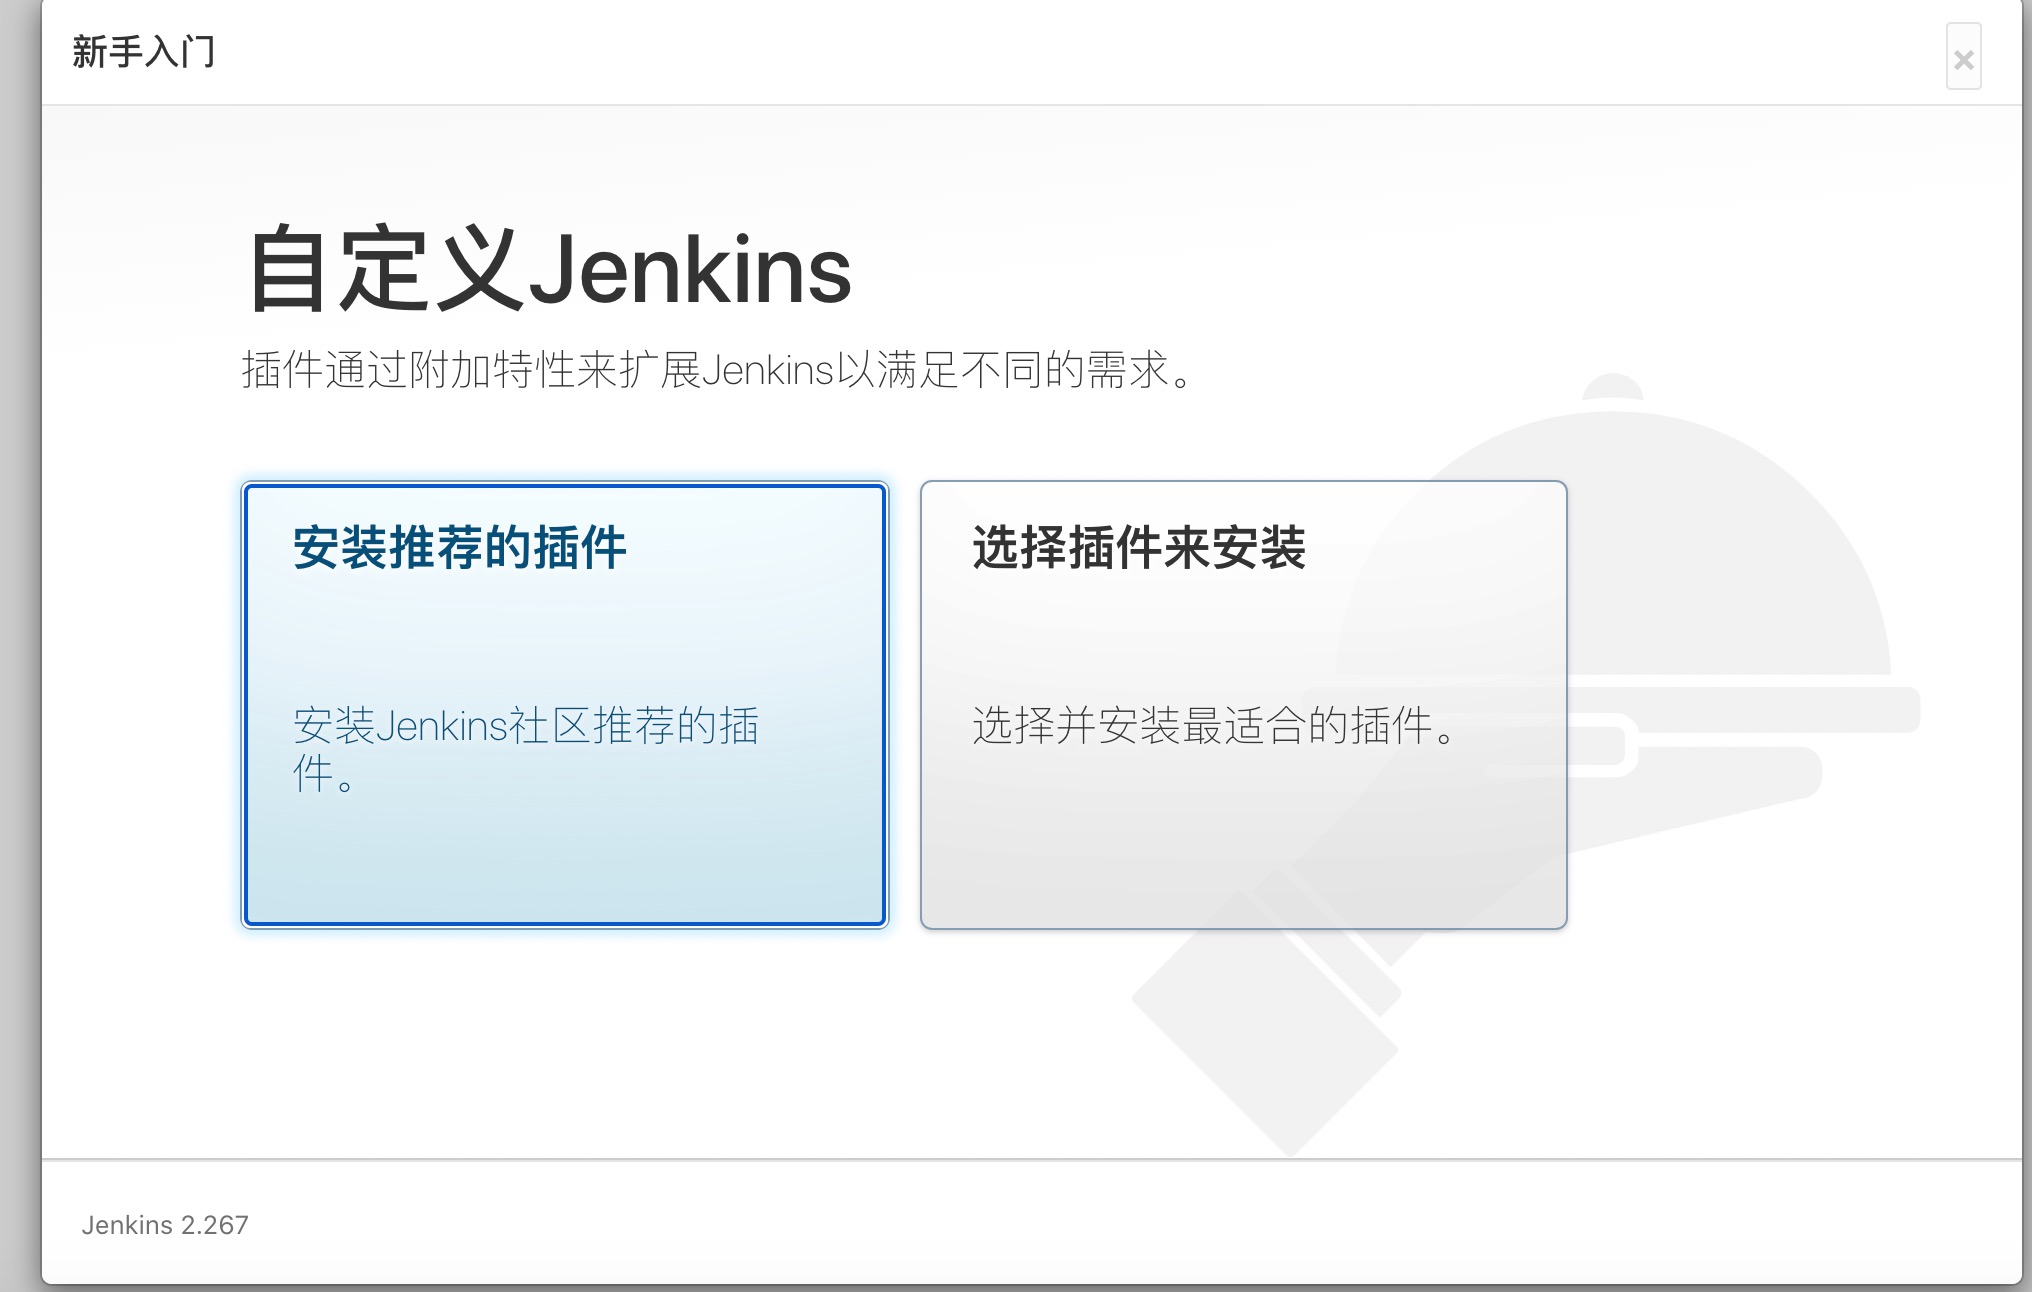 新手入门
×
自定义Jenkins
插件通过附加特性来扩展Jenkins以满足不同的需求。
安装推荐的插件
安装Jenkins社区推荐的插
件。
选择插件来安装
选择并安装最适合的插件。
Jenkins 2.267